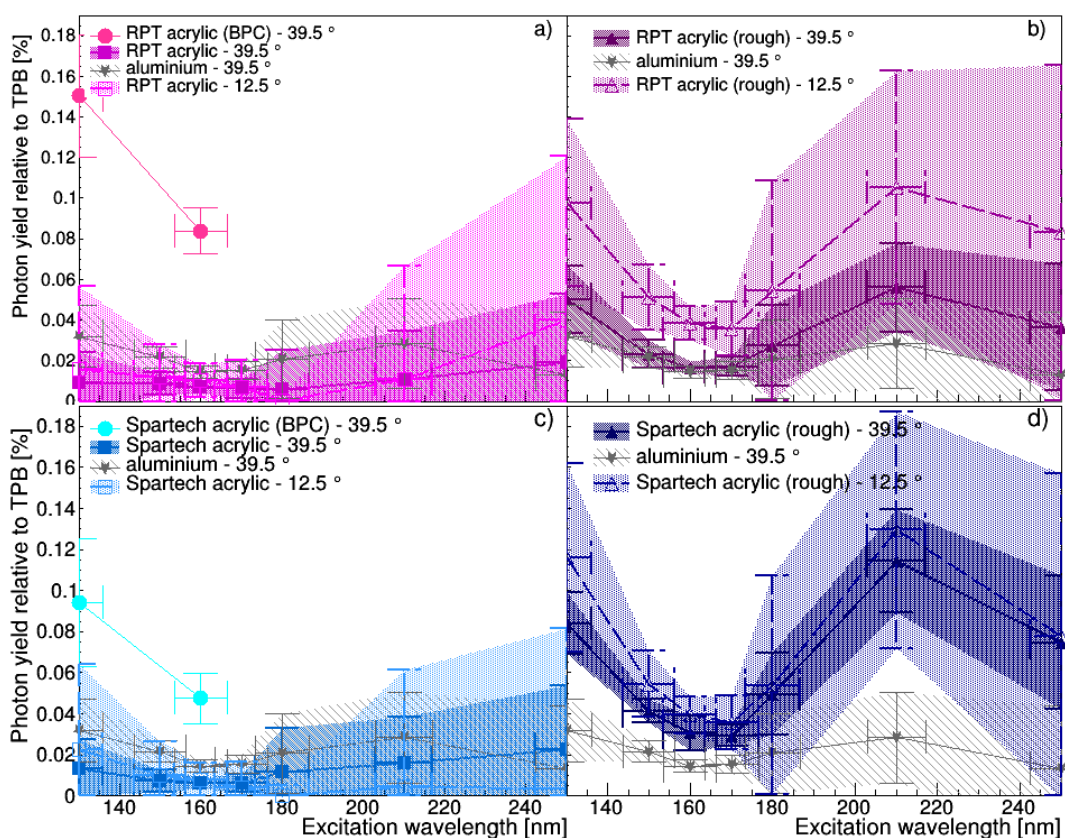 a)
RPT acrylic (BPC) - 39.5 °
RPT acrylic - 39.5 °
aluminium - 39.5 °
RPT acrylic - 12.5 °
b)
RPT acrylic (rough) - 39.5 °
aluminium - 39.5 °
RPT acrylic (rough) - 12.5 °
Photon yield relative to TPB [%]
0.18
0.16
0.14
0.12
0.1
0.08
0.06
0.04
0.02
0
c)
Spartech acrylic (BPC) - 39.5 °
Spartech acrylic - 39.5 °
aluminium - 39.5 °
Spartech acrylic - 12.5 °
d)
Spartech acrylic (rough) - 39.5 °
aluminium - 39.5 °
Spartech acrylic (rough) - 12.5 °
Photon yield relative to TPB [%]
0.18
0.16
0.14
0.12
0.1
0.08
0.06
0.04
0.02
0
140 160 180 200 220 240
Excitation wavelength [nm]
140 160 180 200 220 240
Excitation wavelength [nm]